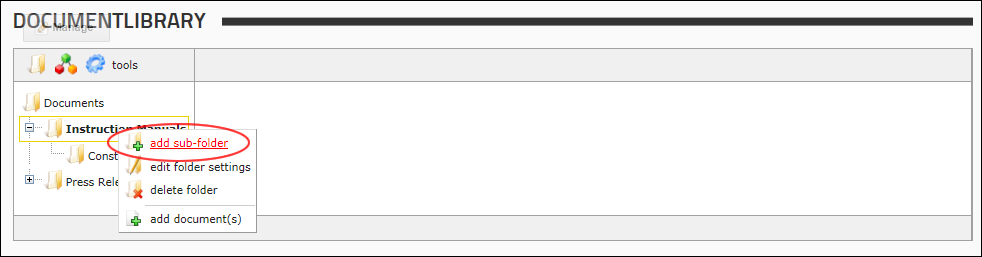 DOCUMENTLIBRARY
Manage
tools
Documents
Instruction Manuals
add sub-folder
Const
edit folder settings
Press Rele
delete folder
add document(s)